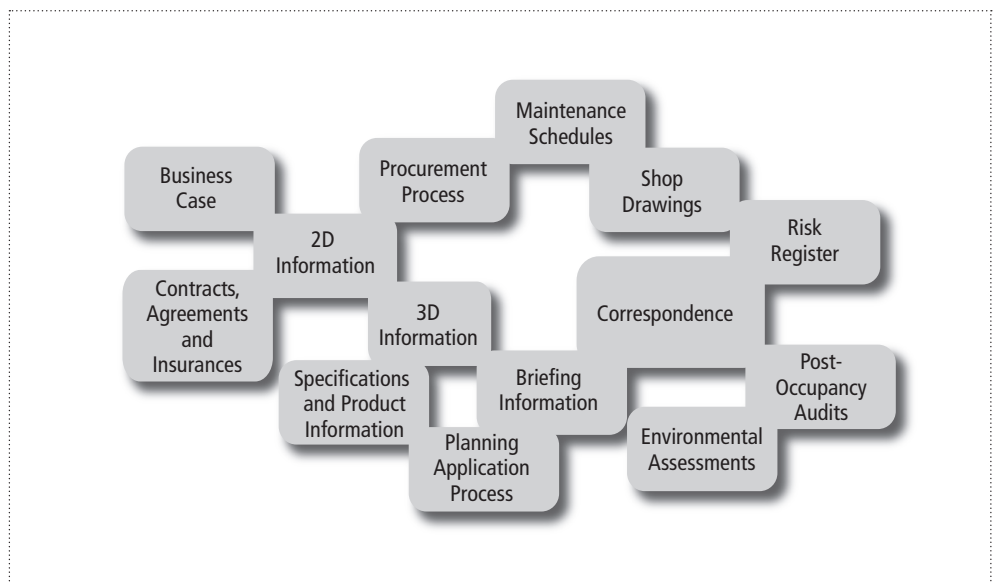 Maintenance
Schedules
Business
Case
Procurement
Process
Shop
Drawings
Risk
Register
2D
Information
Contracts,
Agreements
and
Insurances
3D
Information
Correspondence
Specifications
and Product
Information
Briefing
Information
Post-
Occupancy
Audits
Planning
Application
Process
Environmental
Assessments